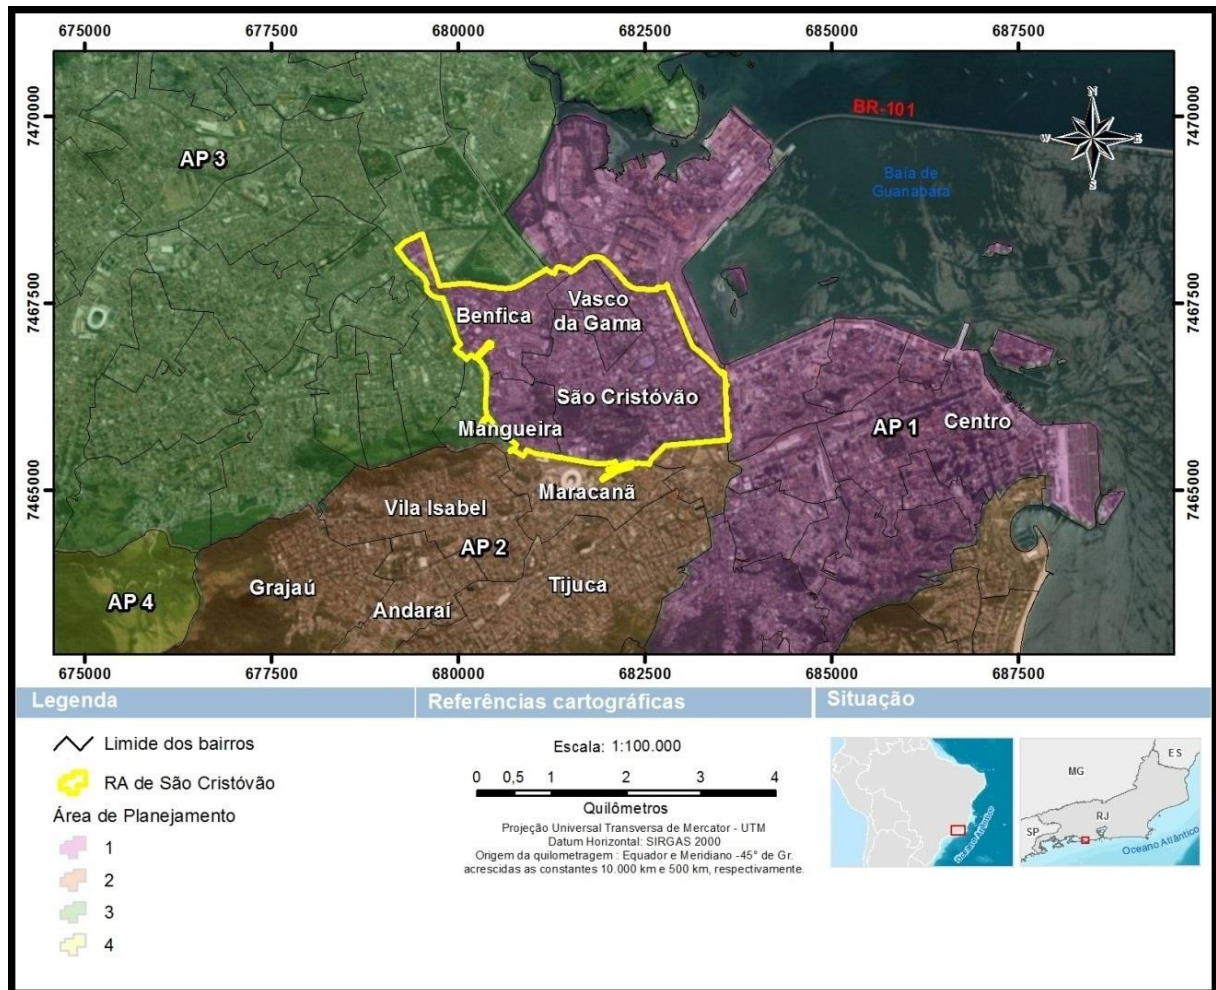 675000 677500 680000 682500 685000 687500
7470000 7470000
BR-101
N
W E
S
AP 3
Baía de
Guanabara
7467500 7467500
Benfica
Vasco
da Gama
São Cristóvão
Mangueira
AP 1
Centro
7465000 7465000
Maracanã
Vila Isabel
AP 2
Grajaú
Tijuca
AP 4
Andaraí
675000 677500 680000 682500 685000 687500
Legenda
Limide dos bairros
RA de São Cristóvão
Área de Planejamento
1
2
3
4
Referências cartográficas
Escala: 1:100.000
0 0,5 1 2 3 4
Quilômetros
Projeção Universal Transversa de Mercator - UTM
Datum Horizontal: SIRGAS 2000
Origem da quilometragem : Equador e Meridiano -45° de Gr.
acrescidas as constantes 10.000 km e 500 km, respectivamente.
Situação
Oceano Atlântico
ES
MG
RJ
SP
Oceano Atlântico